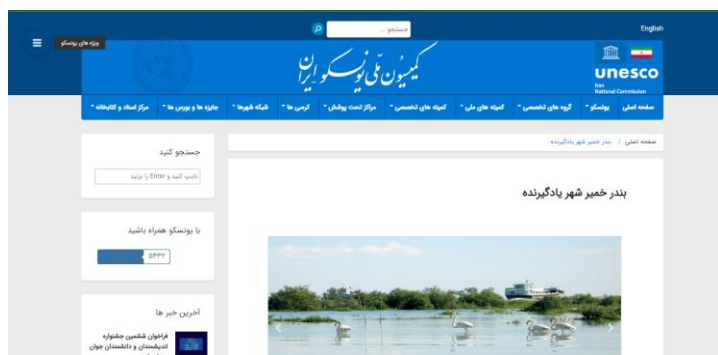 English
جستجو ...
ویژه های یونسکو
کمیسیون ملی یونسکو ایران
unesco
Iran
National Commission
صفحه اصلی یونسکو گروه های تخصصی کمیته های ملی کمیته های تخصصی مراکز تحت پوشش کرسی ها شبکه شهرها جایزه ها و بورس ها مرکز اسناد و کتابخانه
صفحه اصلی / بندر خمیر شهر یادگیرنده
جستجو کنید
تایپ کنید و Enter را بزنید
بندر خمیر شهر یادگیرنده
با یونسکو همراه باشید
۵۴۳۷
آخرین خبر ها
فراخوان ششمین جشنواره
اندیشمندان و دانشمندان جوان